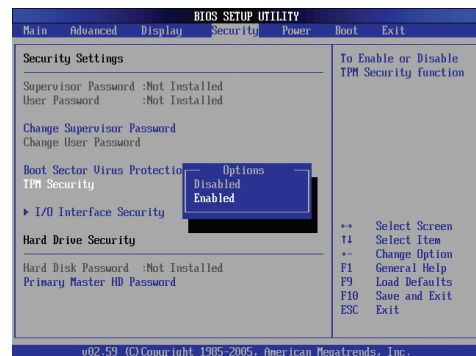 BIOS SETUP UTILITY
Main Advanced Display Security Power Boot Exit
Security Settings
Supervisor Password :Not Installed
User Password :Not Installed
Change Supervisor Password
Change User Password
Boot Sector Virus Protectio
TPM Security
Options
Disabled
Enabled
▶ I/O Interface Security
Hard Drive Security
Hard Disk Password :Not Installed
Primary Master HD Password
To Enable or Disable
TPM Security function
↔ Select Screen
↑↓ Select Item
+- Change Option
F1 General Help
F9 Load Defaults
F10 Save and Exit
ESC Exit
v02.59 (C)Copyright 1985-2005, American Megatrends, Inc.